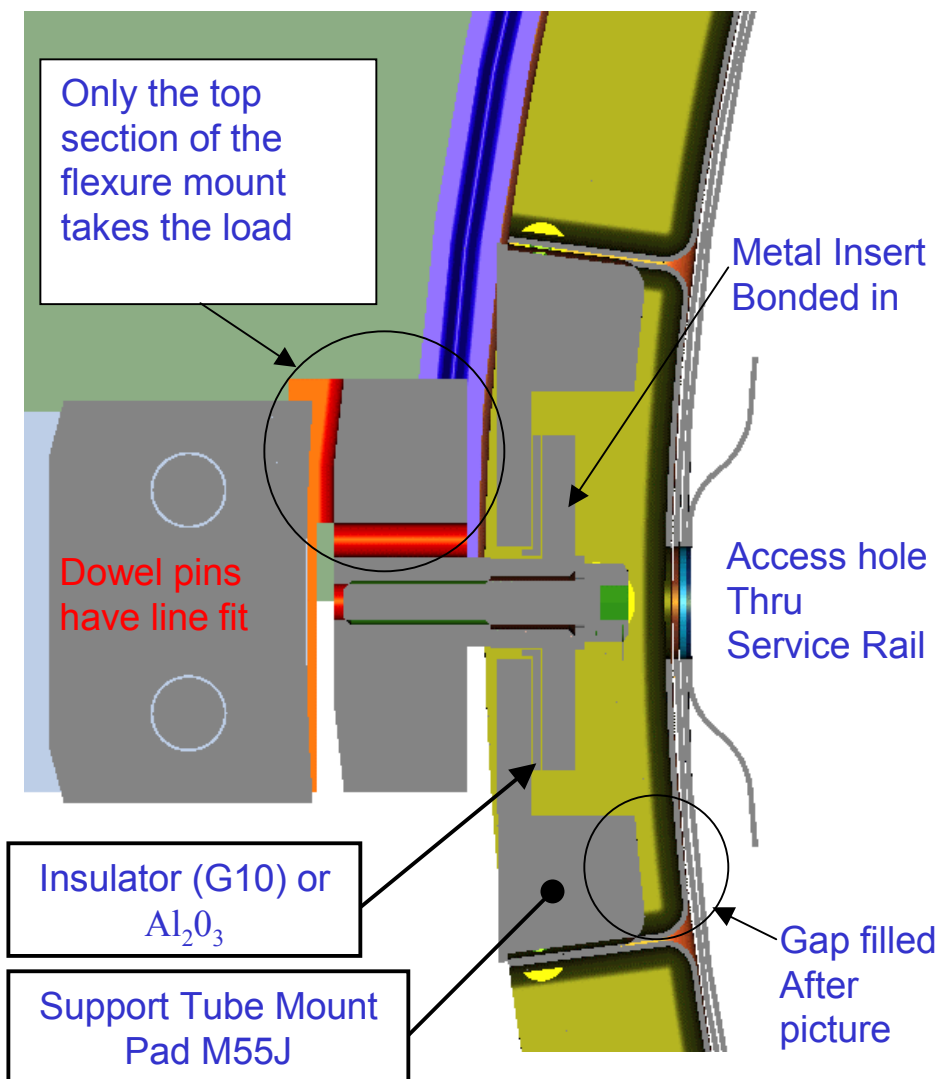 Only the top
section of the
flexure mount
takes the load
Metal Insert
Bonded in
Dowel pins
have line fit
Access hole
Thru
Service Rail
Insulator (G10) or
Al₂0₃
Gap filled
After
picture
Support Tube Mount
Pad M55J